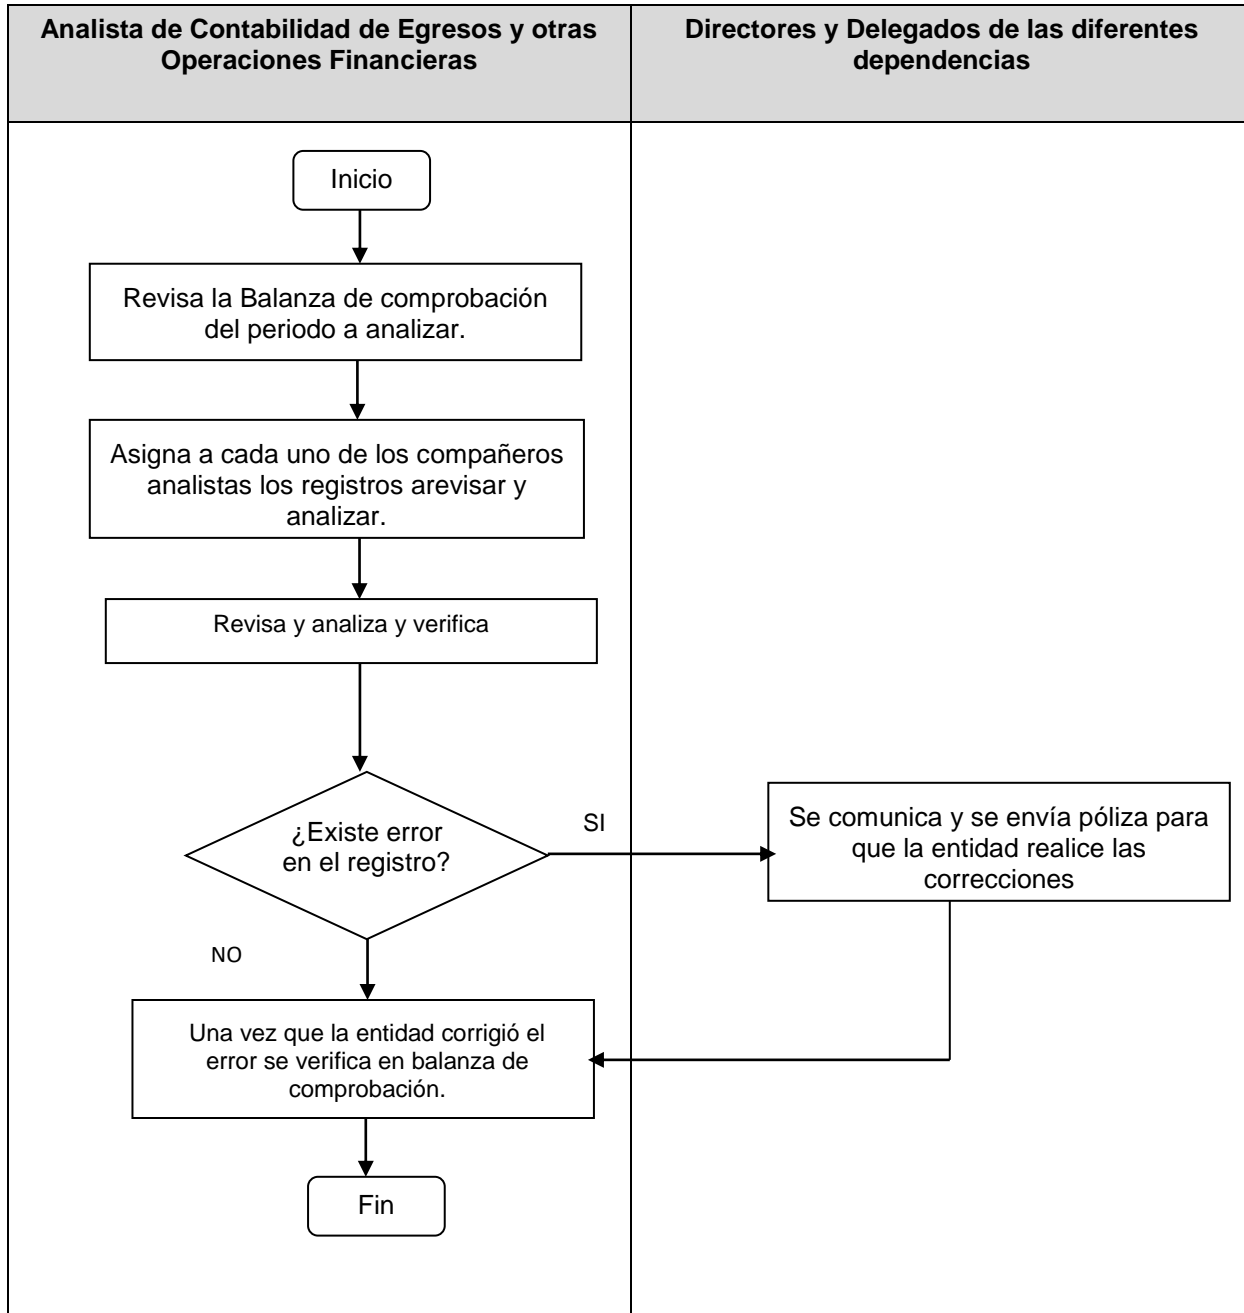 Analista de Contabilidad de Egresos y otras
Operaciones Financieras
Directores y Delegados de las diferentes
dependencias
Inicio
Revisa la Balanza de comprobación
del periodo a analizar.
Asigna a cada uno de los compañeros
analistas los registros arevisar y
analizar.
Revisa y analiza y verifica
¿Existe error
en el registro?
SI
Se comunica y se envía póliza para
que la entidad realice las
correcciones
NO
Una vez que la entidad corrigió el
error se verifica en balanza de
comprobación.
Fin